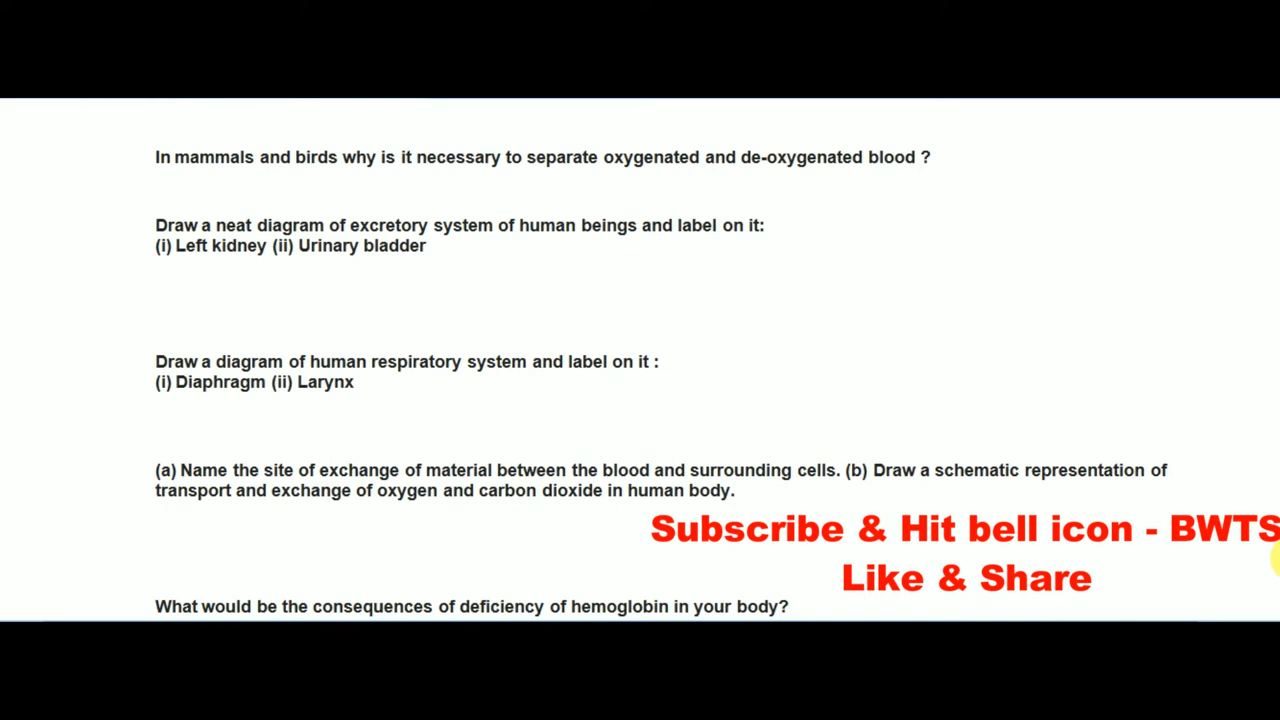 In mammals and birds why is it necessary to separate oxygenated and de-oxygenated blood ?
Draw a neat diagram of excretory system of human beings and label on it:
(i) Left kidney (ii) Urinary bladder
Draw a diagram of human respiratory system and label on it :
(i) Diaphragm (ii) Larynx
(a) Name the site of exchange of material between the blood and surrounding cells. (b) Draw a schematic representation of
transport and exchange of oxygen and carbon dioxide in human body.
Subscribe & Hit bell icon - BWTS
Like & Share
What would be the consequences of deficiency of hemoglobin in your body?